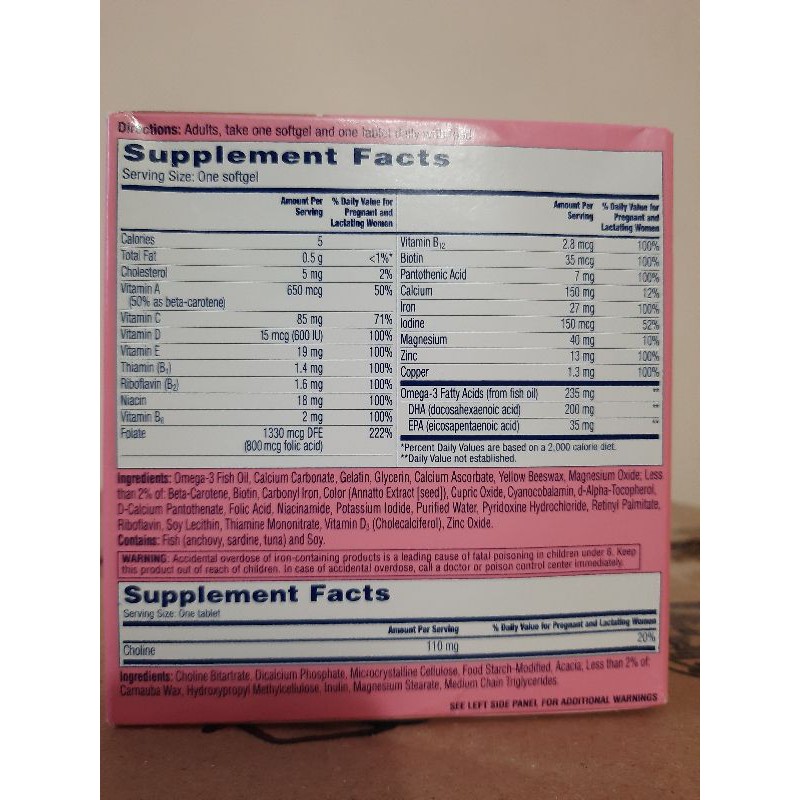 Directions: Adults, take one softgel and one tablet daily with food.
Supplement Facts
Serving Size: One softgel
Amount Per Serving % Daily Value for Pregnant and Lactating Women
Calories 5
Total Fat 0.5 g <1%*
Cholesterol 5 mg 2%
Vitamin A 650 mcg 50%
(50% as beta-carotene)
Vitamin C 85 mg 71%
Vitamin D 15 mcg (600 IU) 100%
Vitamin E 19 mg 100%
Thiamin (B1) 1.4 mg 100%
Riboflavin (B2) 1.6 mg 100%
Niacin 18 mg 100%
Vitamin B6 2 mg 100%
Folate 1330 mcg DFE 222%
(800 mcg folic acid)
Amount Per Serving % Daily Value for Pregnant and Lactating Women
Vitamin B12 2.8 mcg 100%
Biotin 35 mcg 100%
Pantothenic Acid 7 mg 100%
Calcium 150 mg 12%
Iron 27 mg 100%
Iodine 150 mcg 52%
Magnesium 40 mg 10%
Zinc 13 mg 100%
Copper 1.3 mg 100%
Omega-3 Fatty Acids (from fish oil) 235 mg **
DHA (docosahexaenoic acid) 200 mg **
EPA (eicosapentaenoic acid) 35 mg **
*Percent Daily Values are based on a 2,000 calorie diet.
**Daily Value not established.
Ingredients: Omega-3 Fish Oil, Calcium Carbonate, Gelatin, Glycerin, Calcium Ascorbate, Yellow Beeswax, Magnesium Oxide; Less
than 2% of: Beta-Carotene, Biotin, Carbonyl Iron, Color (Annatto Extract [seed]), Cupric Oxide, Cyanocobalamin, d-Alpha-Tocopherol,
D-Calcium Pantothenate, Folic Acid, Niacinamide, Potassium Iodide, Purified Water, Pyridoxine Hydrochloride, Retinyl Palmitate,
Riboflavin, Soy Lecithin, Thiamine Mononitrate, Vitamin D3 (Cholecalciferol), Zinc Oxide.
Contains: Fish (anchovy, sardine, tuna) and Soy.
WARNING: Accidental overdose of iron-containing products is a leading cause of fatal poisoning in children under 6. Keep
this product out of reach of children. In case of accidental overdose, call a doctor or poison control center immediately.
Supplement Facts
Serving Size: One tablet
Amount Per Serving % Daily Value for Pregnant and Lactating Women
Choline 110 mg 20%
Ingredients: Choline Bitartrate, Dicalcium Phosphate, Microcrystalline Cellulose, Food Starch-Modified, Acacia, Less than 2% of:
Carnauba Wax, Hydroxypropyl Methylcellulose, Inulin, Magnesium Stearate, Medium Chain Triglycerides.
SEE LEFT SIDE PANEL FOR ADDITIONAL WARNINGS